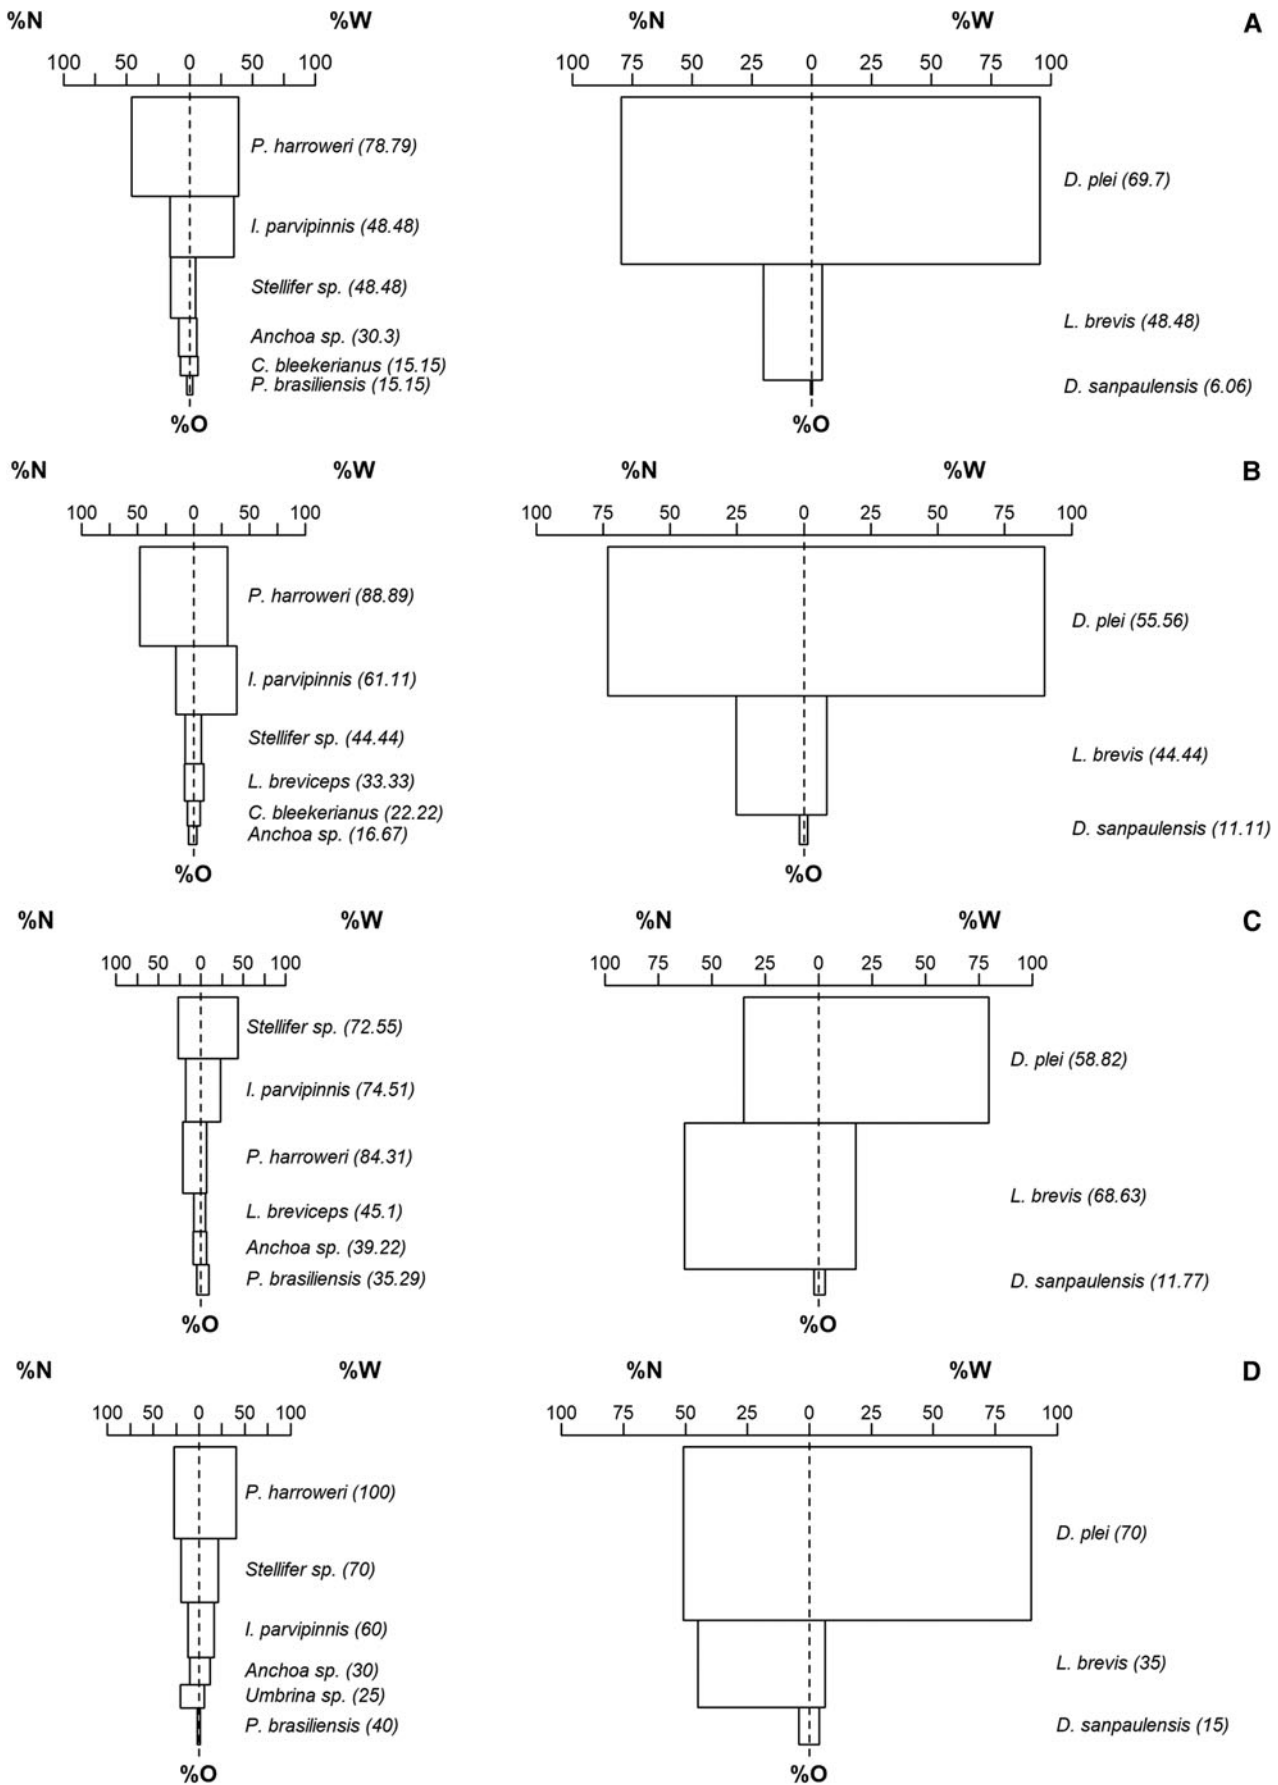 %N %W %N %W A
100 50 0 50 100 100 75 50 25 0 25 50 75 100
P. harroweri (78.79)
D. plei (69.7)
I. parvipinnis (48.48)
Stellifer sp. (48.48)
L. brevis (48.48)
Anchoa sp. (30.3)
C. bleekerianus (15.15)
P. brasiliensis (15.15)
D. sanpaulensis (6.06)
%O %O
%N %W %N %W B
100 50 0 50 100 100 75 50 25 0 25 50 75 100
P. harroweri (88.89)
D. plei (55.56)
I. parvipinnis (61.11)
Stellifer sp. (44.44)
L. brevis (44.44)
L. breviceps (33.33)
C. bleekerianus (22.22)
D. sanpaulensis (11.11)
Anchoa sp. (16.67)
%O %O
%N %W %N %W C
100 50 0 50 100 100 75 50 25 0 25 50 75 100
Stellifer sp. (72.55)
D. plei (58.82)
I. parvipinnis (74.51)
P. harroweri (84.31)
L. brevis (68.63)
L. breviceps (45.1)
Anchoa sp. (39.22)
P. brasiliensis (35.29)
D. sanpaulensis (11.77)
%O %O
%N %W %N %W D
100 50 0 50 100 100 75 50 25 0 25 50 75 100
P. harroweri (100)
D. plei (70)
Stellifer sp. (70)
I. parvipinnis (60)
L. brevis (35)
Anchoa sp. (30)
Umbrina sp. (25)
P. brasiliensis (40)
D. sanpaulensis (15)
%O %O